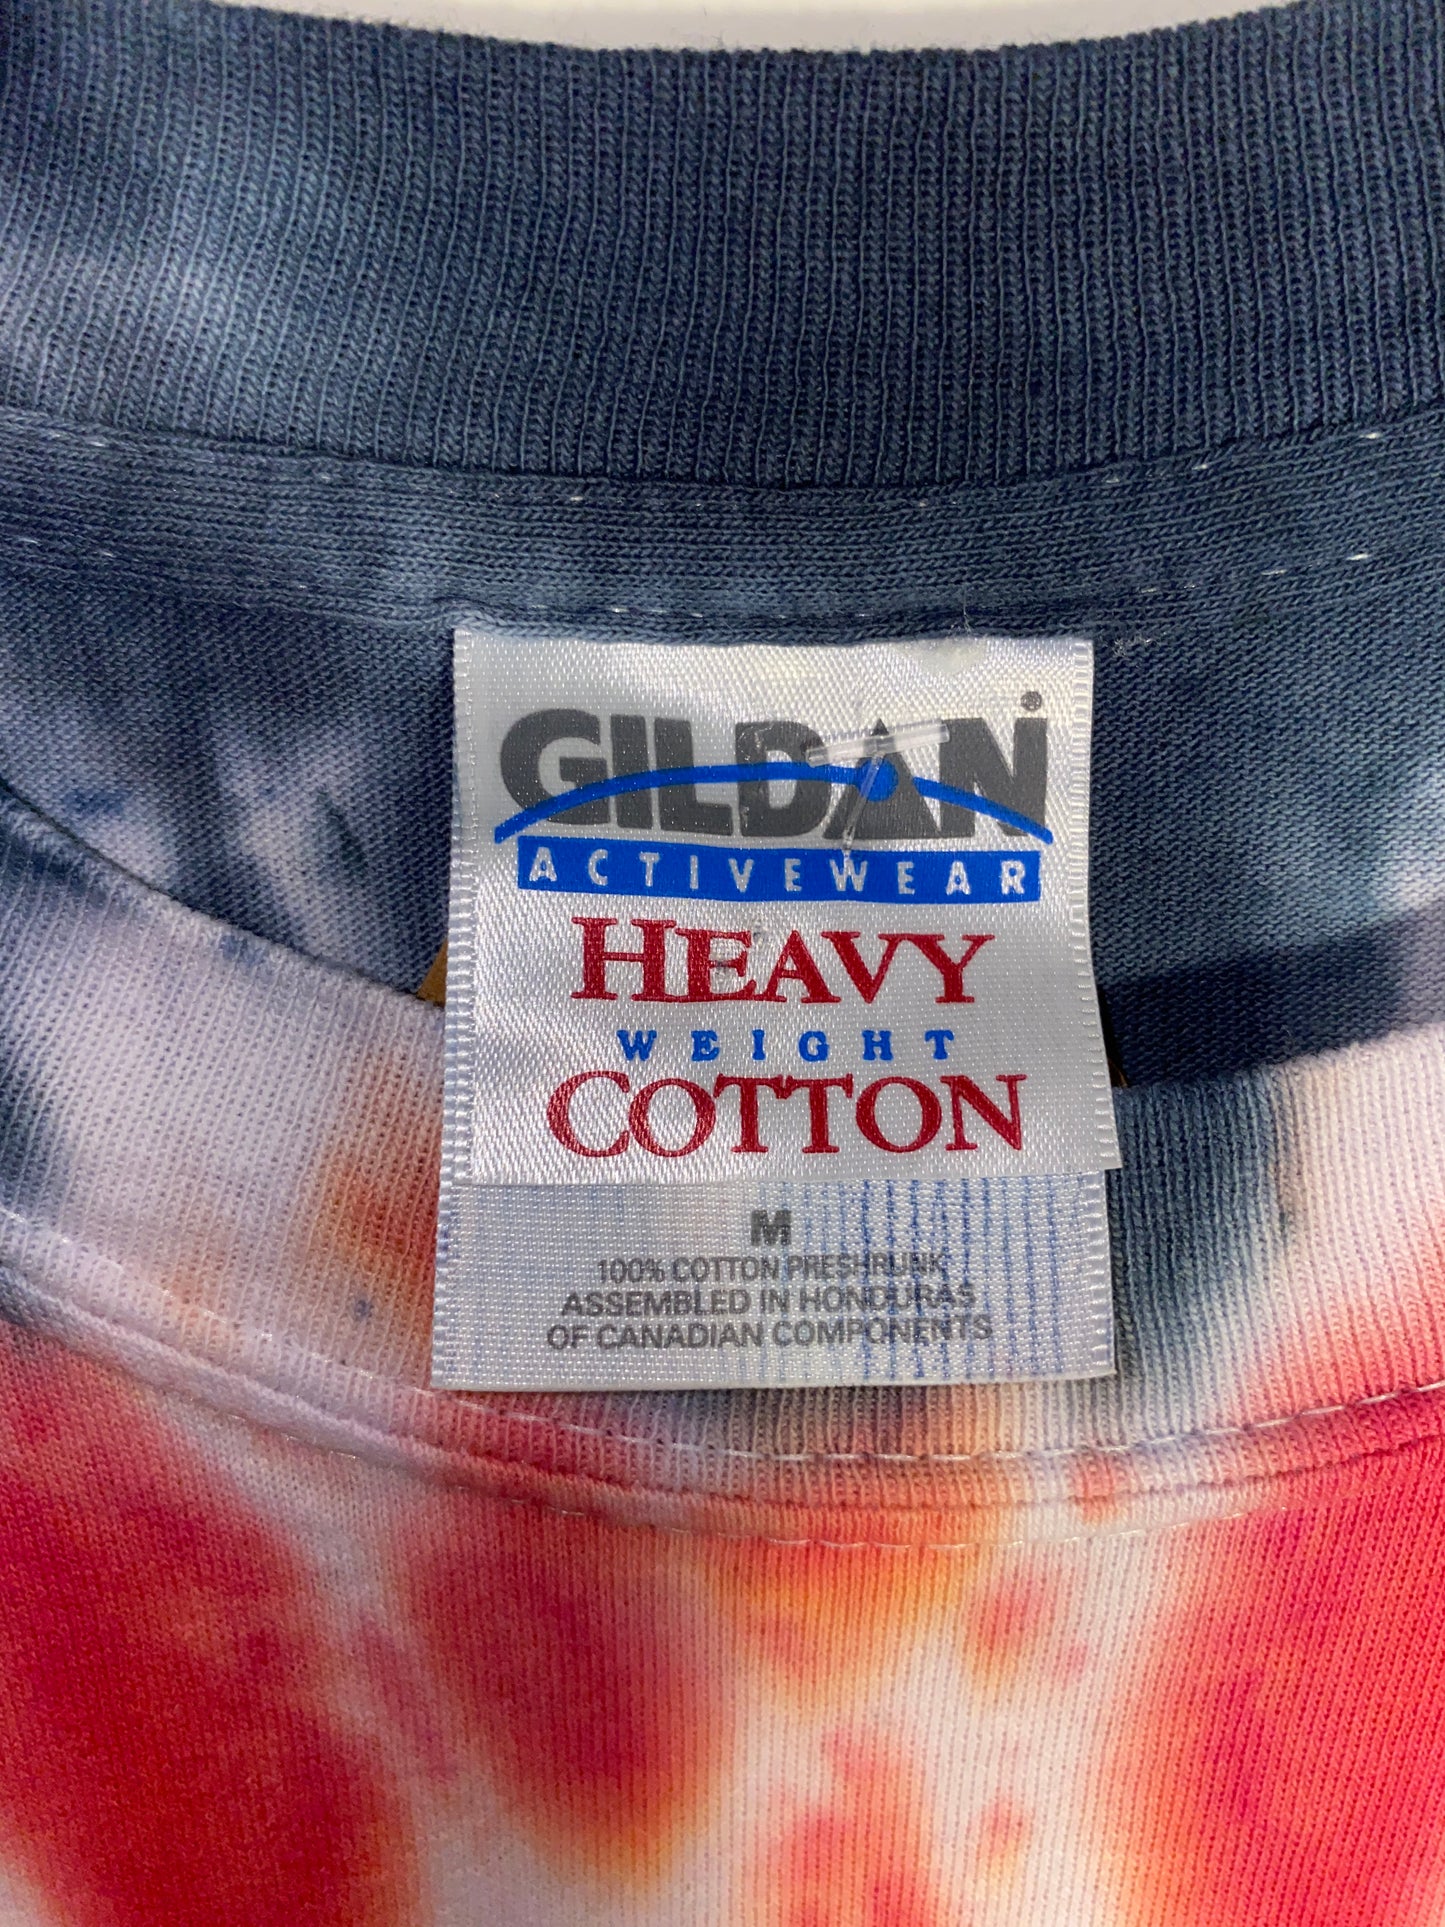 GILDAN®
ACTIVEWEAR
HEAVY
WEIGHT
COTTON
M
100% COTTON PRESHRUNK
ASSEMBLED IN HONDURAS
OF CANADIAN COMPONENTS